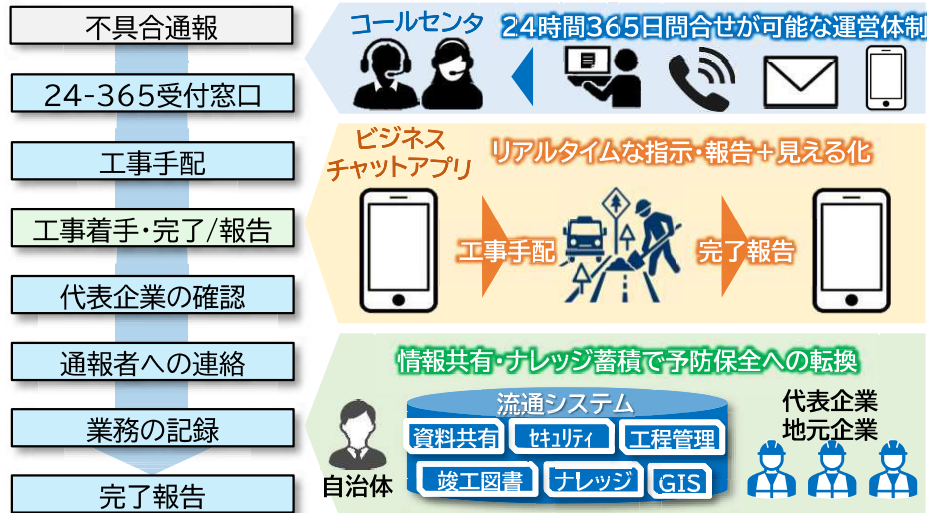 不具合通報
24-365受付窓口
工事手配
工事着手・完了/報告
代表企業の確認
通報者への連絡
業務の記録
完了報告
コールセンタ
24時間365日問合せが可能な運営体制
ビジネス
チャットアプリ
リアルタイムな指示・報告＋見える化
工事手配
完了報告
情報共有・ナレッジ蓄積で予防保全への転換
自治体
流通システム
資料共有
セキュリティ
工程管理
竣工図書
ナレッジ
GIS
代表企業
地元企業